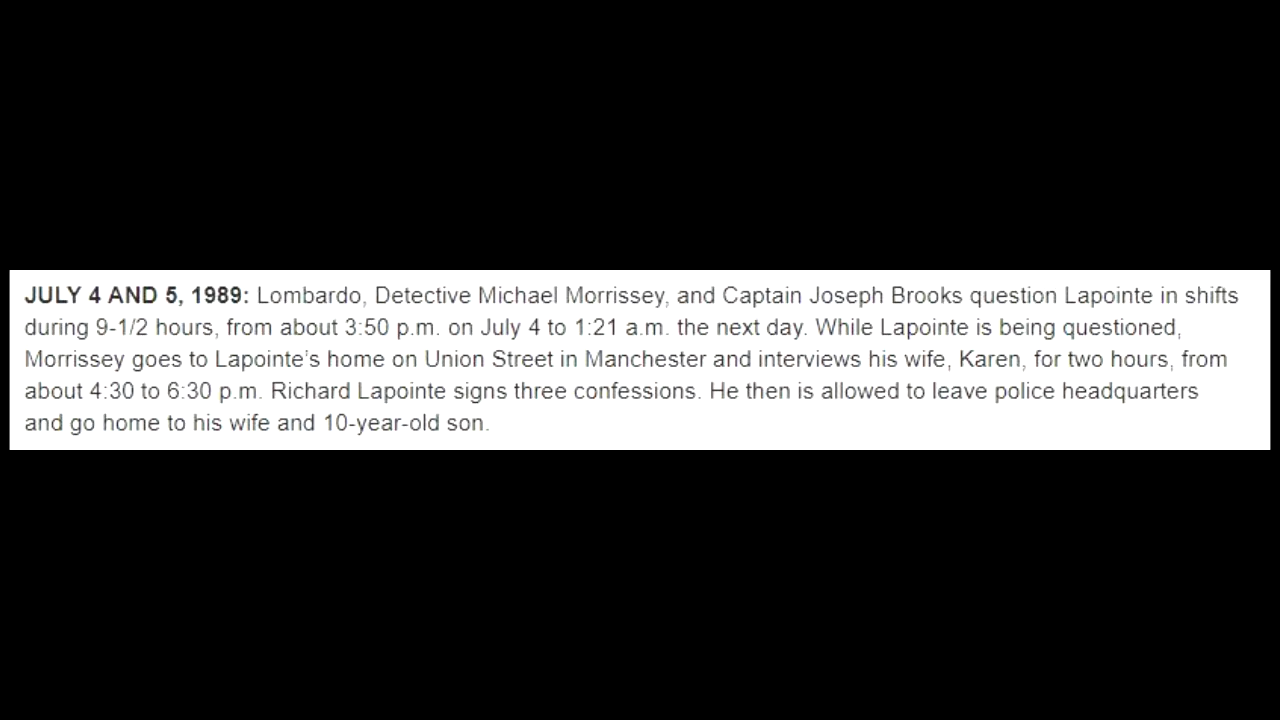 JULY 4 AND 5, 1989: Lombardo, Detective Michael Morrissey, and Captain Joseph Brooks question Lapointe in shifts
during 9-1/2 hours, from about 3:50 p.m. on July 4 to 1:21 a.m. the next day. While Lapointe is being questioned,
Morrissey goes to Lapointe’s home on Union Street in Manchester and interviews his wife, Karen, for two hours, from
about 4:30 to 6:30 p.m. Richard Lapointe signs three confessions. He then is allowed to leave police headquarters
and go home to his wife and 10-year-old son.